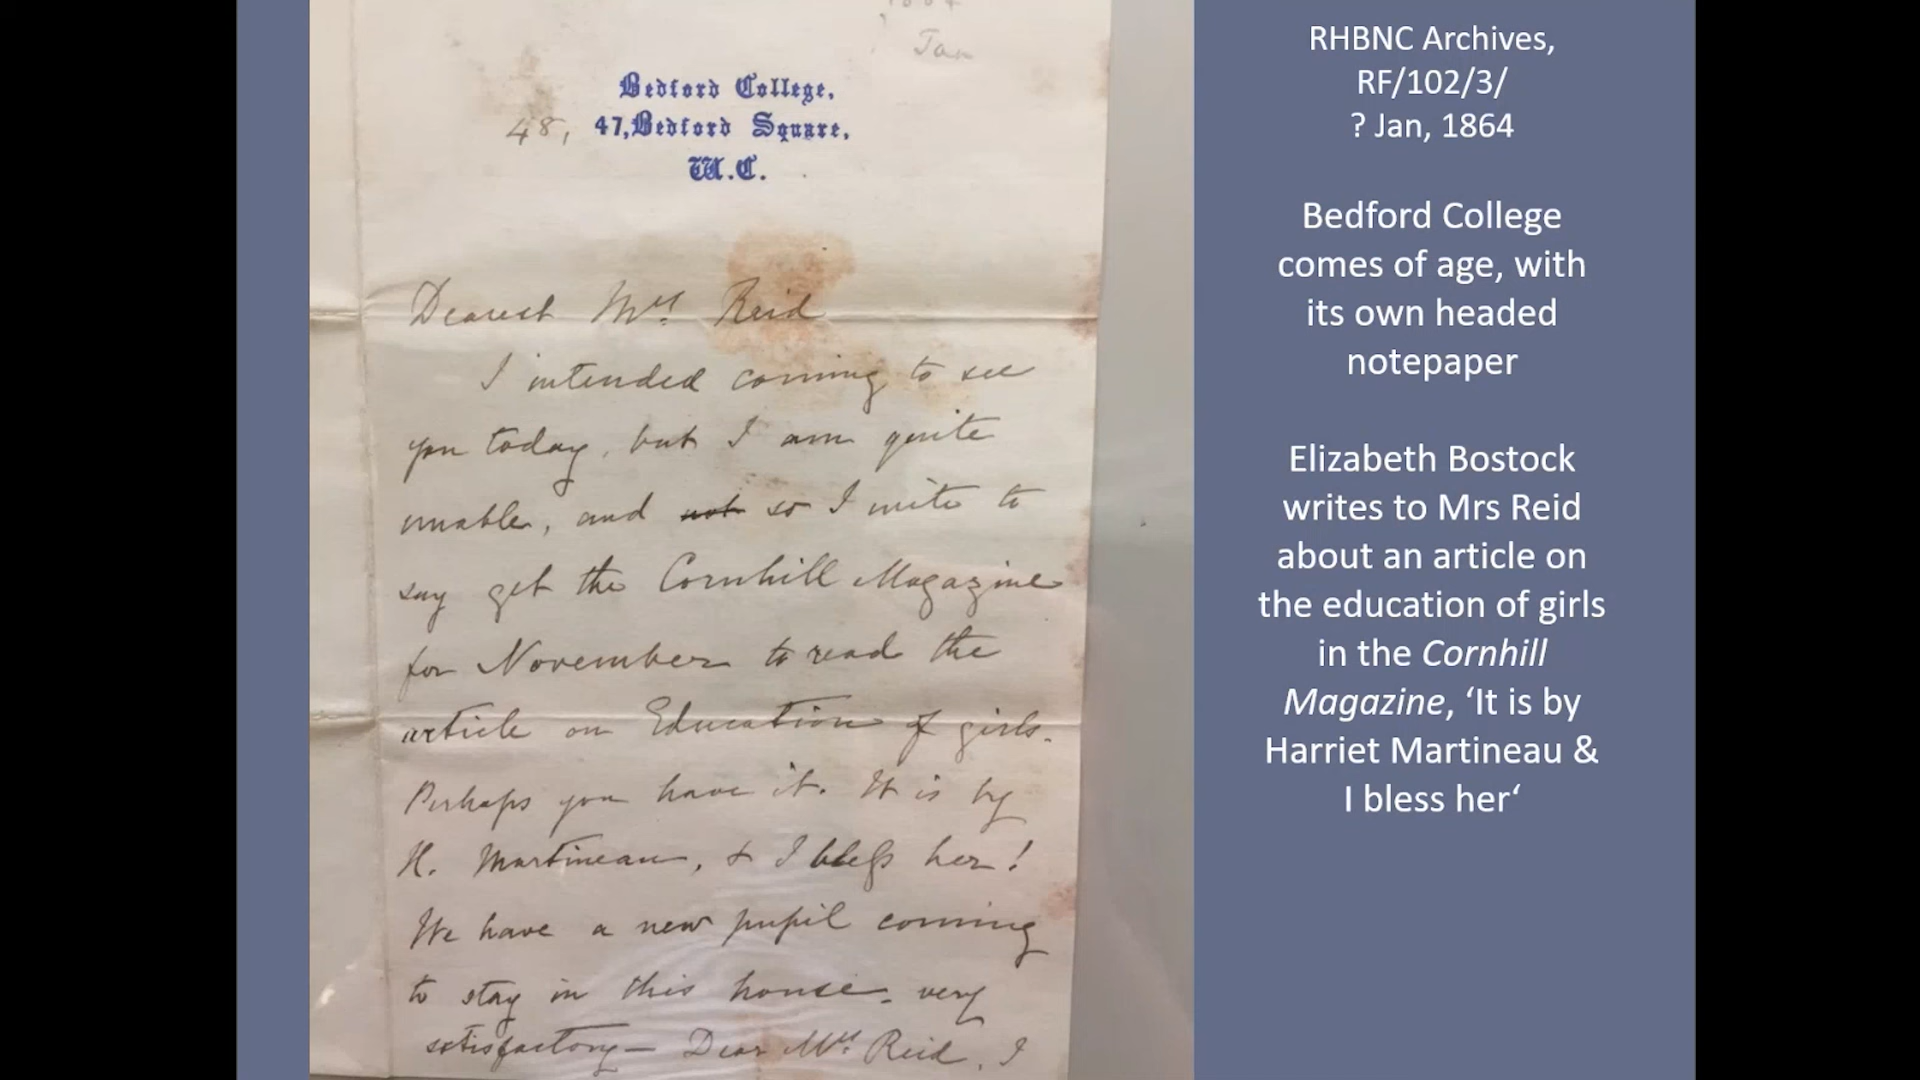 Jan
Bedford College,
48, 47, Bedford Square,
W.C.
Dearest Mrs. Reid
I intended coming to see
you today, but I am quite
unable, and not so I write to
say get the Cornhill Magazine
for November to read the
article on Education of girls.
Perhaps you have it. It is by
H. Martineau, & I bless her!
We have a new pupil coming
to stay in this house. very
satisfactory — Dear Mrs. Reid, I
RHBNC Archives,
RF/102/3/
? Jan, 1864
Bedford College
comes of age, with
its own headed
notepaper
Elizabeth Bostock
writes to Mrs Reid
about an article on
the education of girls
in the Cornhill
Magazine, ‘It is by
Harriet Martineau &
I bless her‘